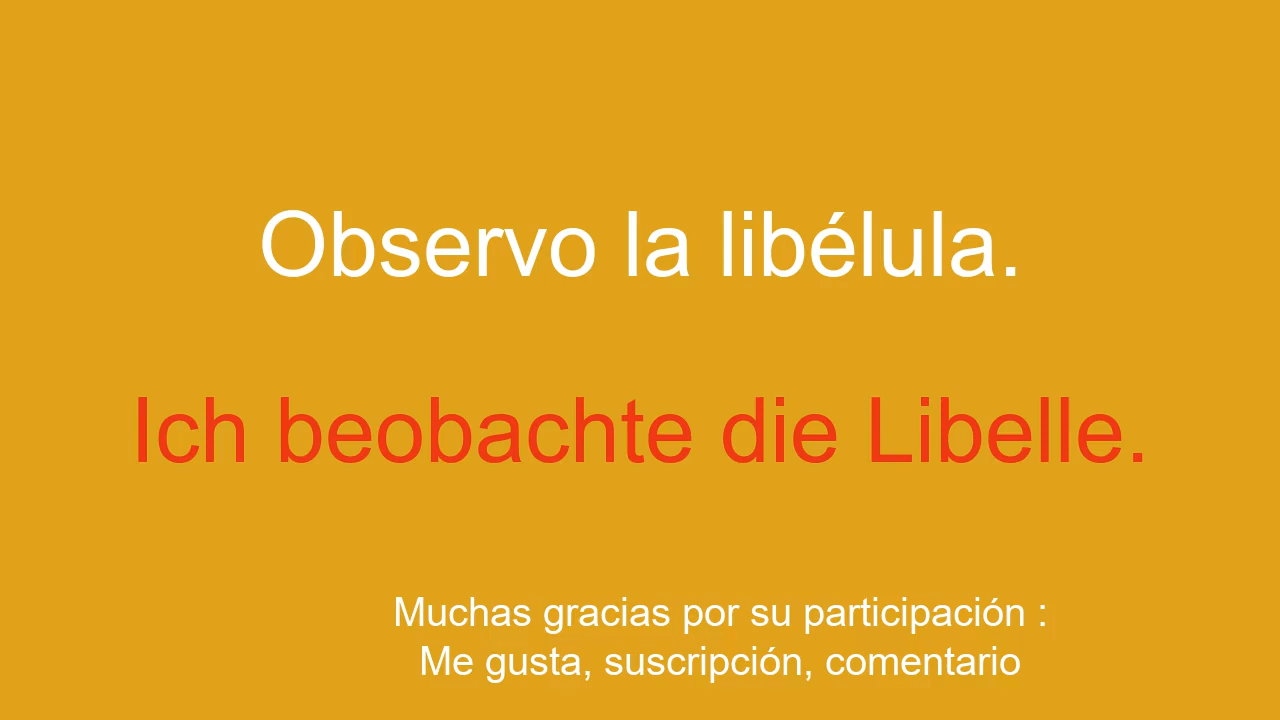 Observo la libélula.
Ich beobachte die Libelle.
Muchas gracias por su participación :
Me gusta, suscripción, comentario